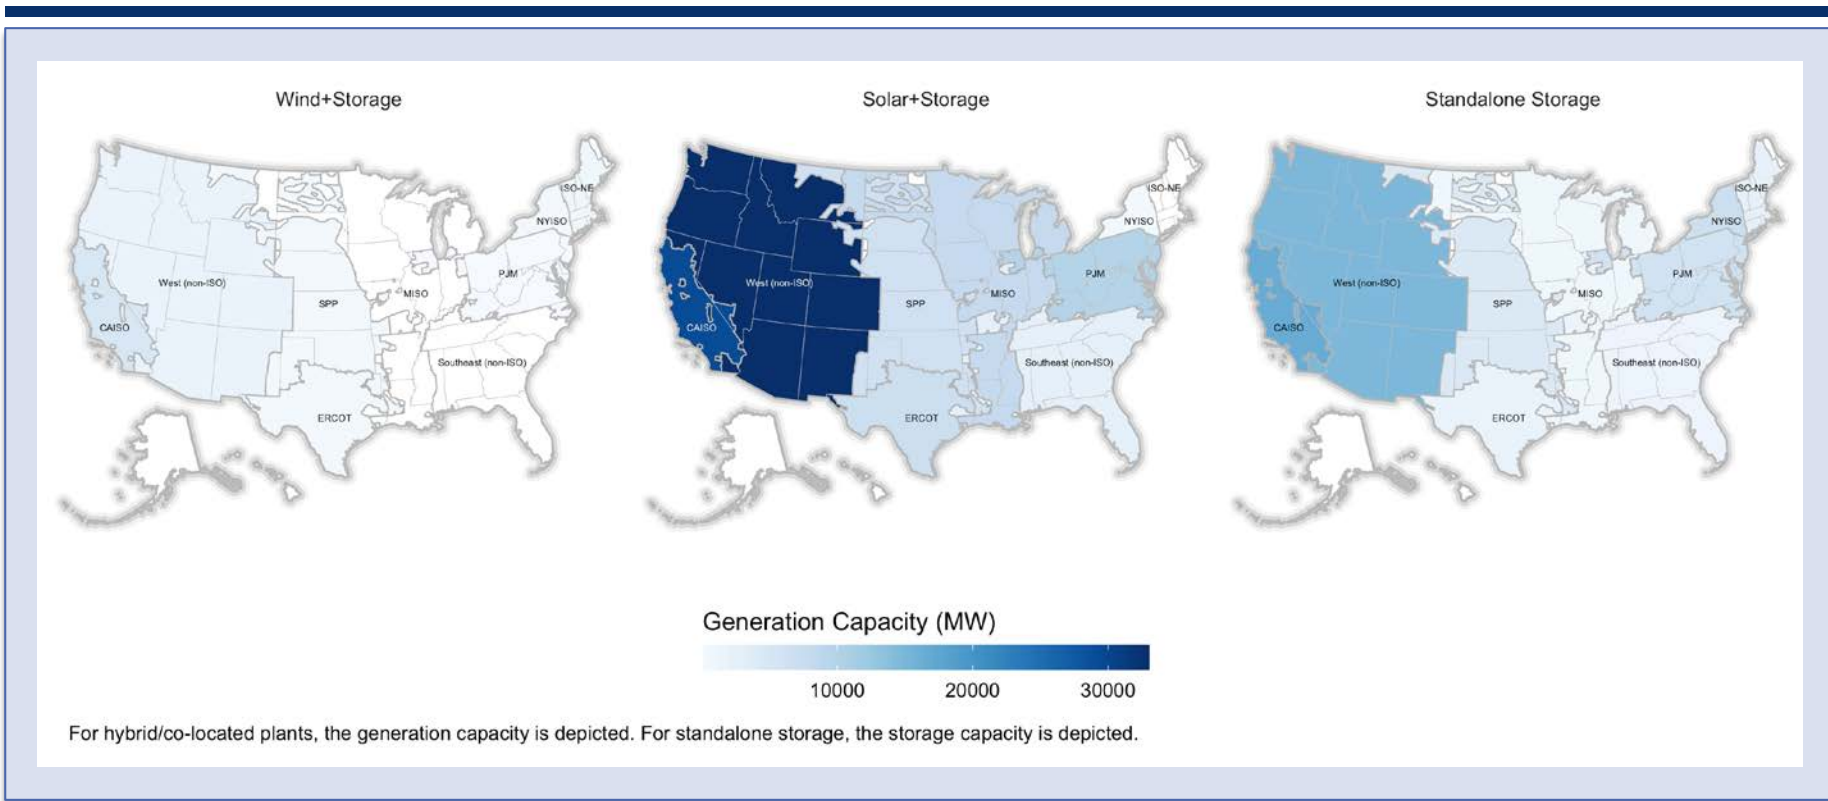 Wind+Storage
ISO-NE
NYISO
PJM
West (non-ISO)
MISO
SPP
CAISO
Southeast (non-ISO)
ERCOT
Solar+Storage
ISO-NE
NYISO
PJM
West (non-ISO)
MISO
SPP
CAISO
Southeast (non-ISO)
ERCOT
Standalone Storage
ISO-NE
NYISO
PJM
West (non-ISO)
MISO
SPP
CAISO
Southeast (non-ISO)
ERCOT
Generation Capacity (MW)
10000 20000 30000
For hybrid/co-located plants, the generation capacity is depicted. For standalone storage, the storage capacity is depicted.